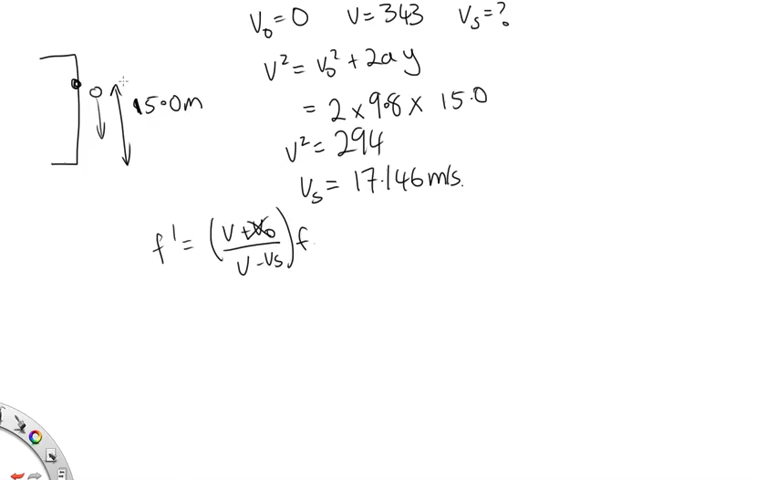 V₀ = 0 V = 343 Vₛ = ?
V² = V₀² + 2ay
= 2 × 9.8 × 15.0
15.0m
V² = 294
Vₛ = 17.146 m/s.
f' = (V + V₀ / V - Vₛ) f